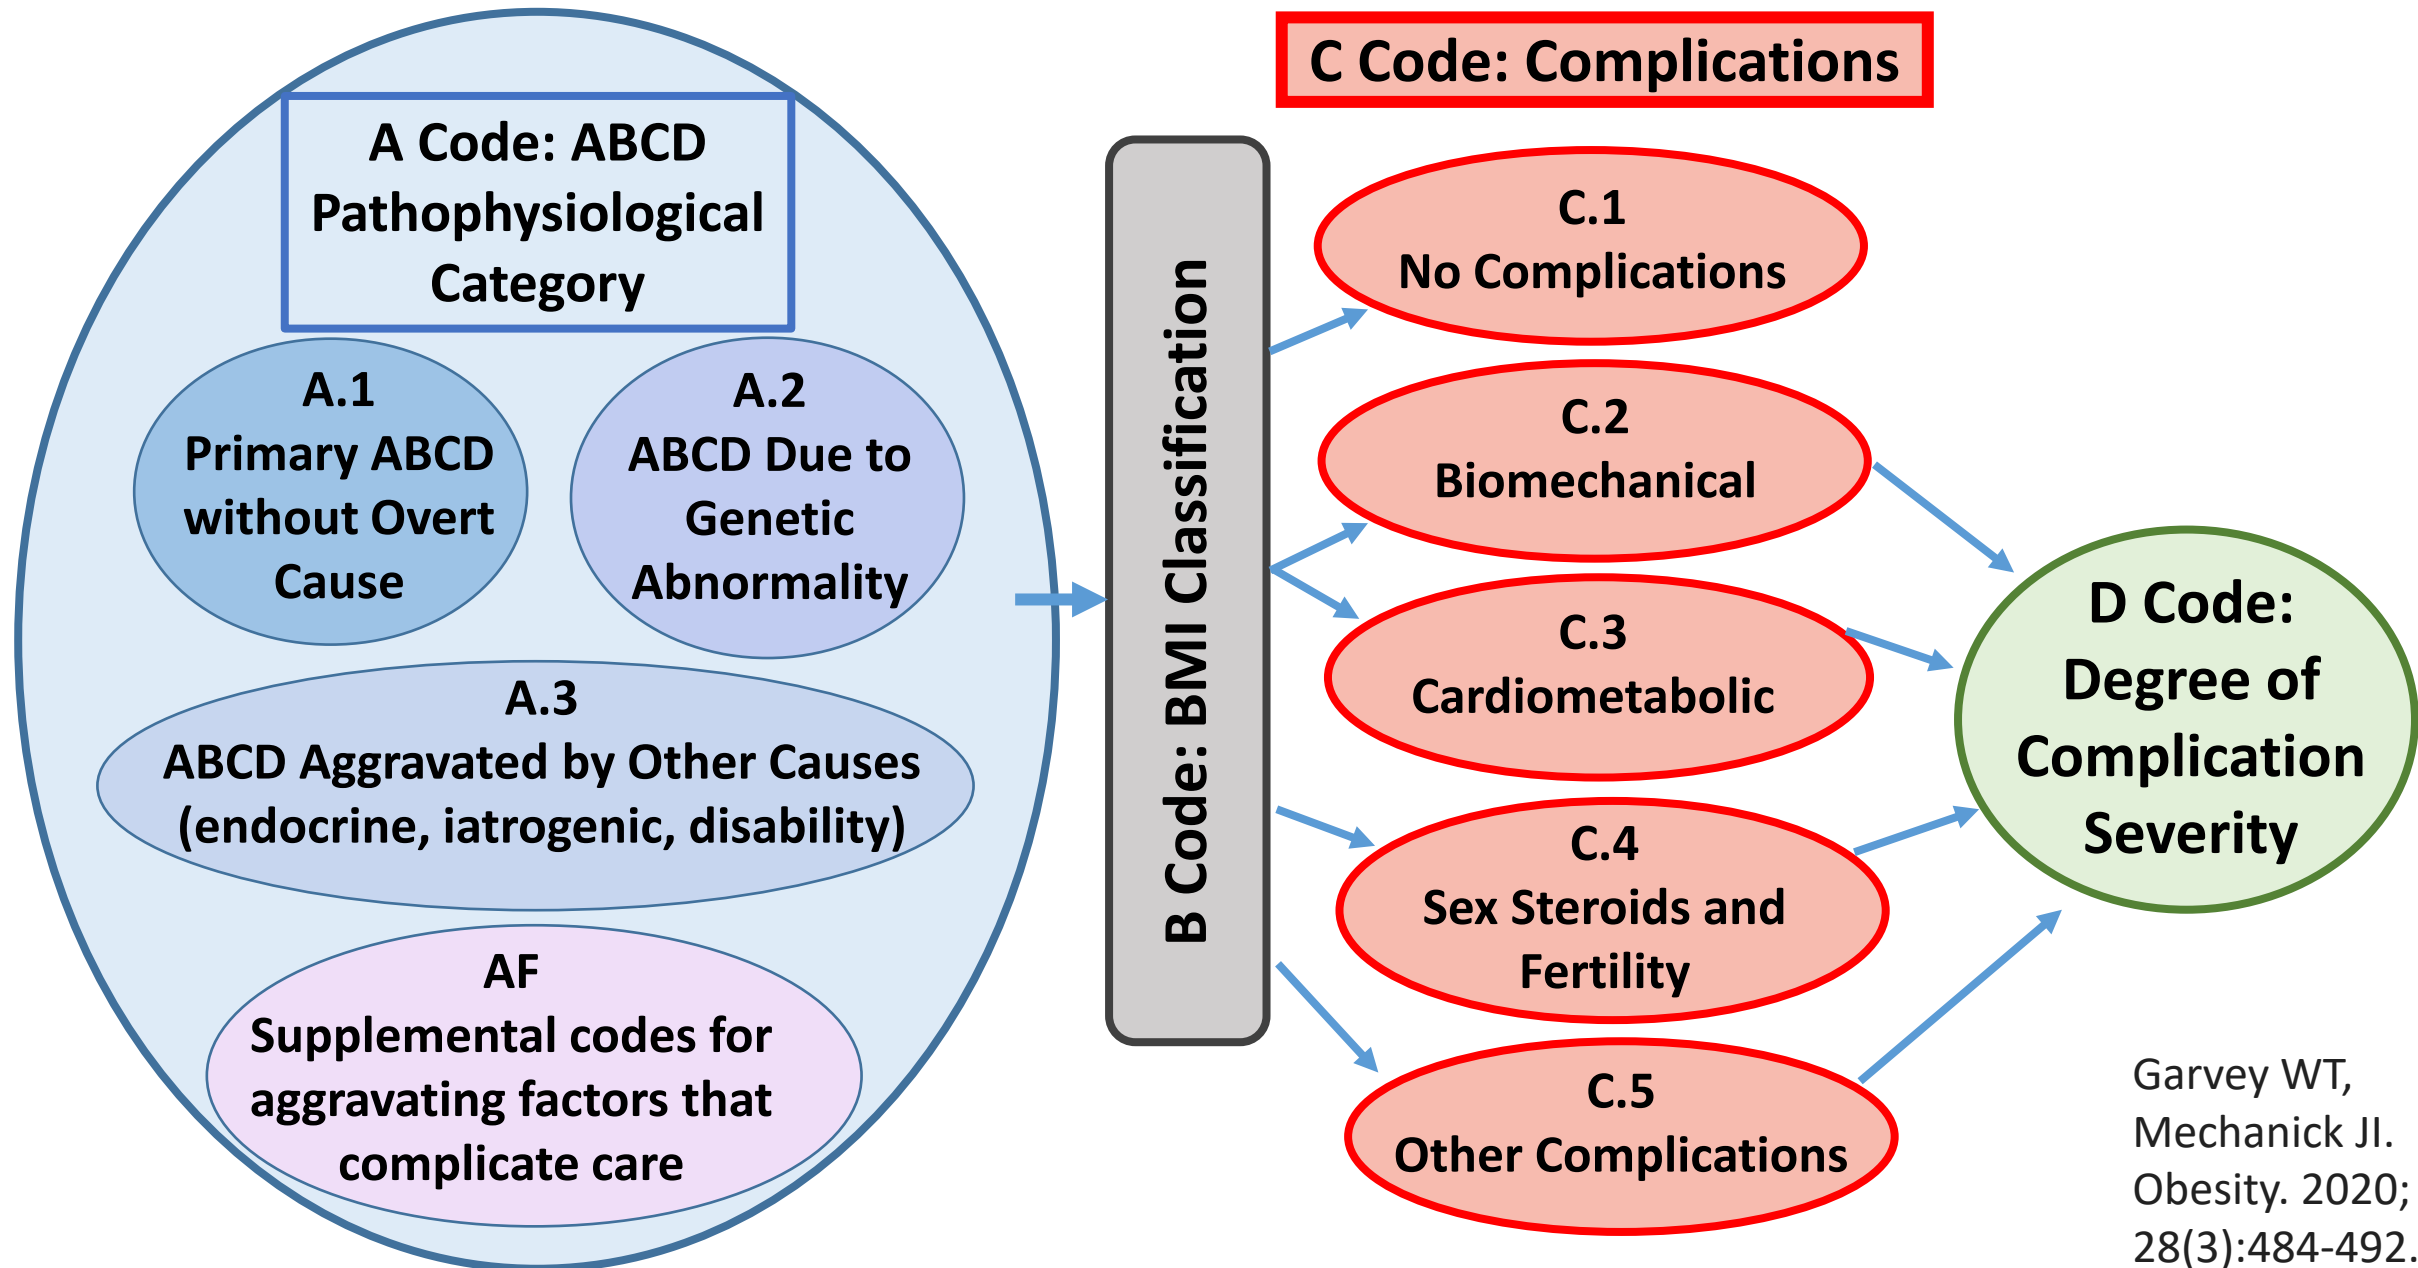 A Code: ABCD
Pathophysiological
Category
A.1
Primary ABCD
without Overt
Cause
A.2
ABCD Due to
Genetic
Abnormality
A.3
ABCD Aggravated by Other Causes
(endocrine, iatrogenic, disability)
AF
Supplemental codes for
aggravating factors that
complicate care
B Code: BMI Classification
C Code: Complications
C.1
No Complications
C.2
Biomechanical
C.3
Cardiometabolic
C.4
Sex Steroids and
Fertility
C.5
Other Complications
D Code:
Degree of
Complication
Severity
Garvey WT,
Mechanick JI.
Obesity. 2020;
28(3):484-492.